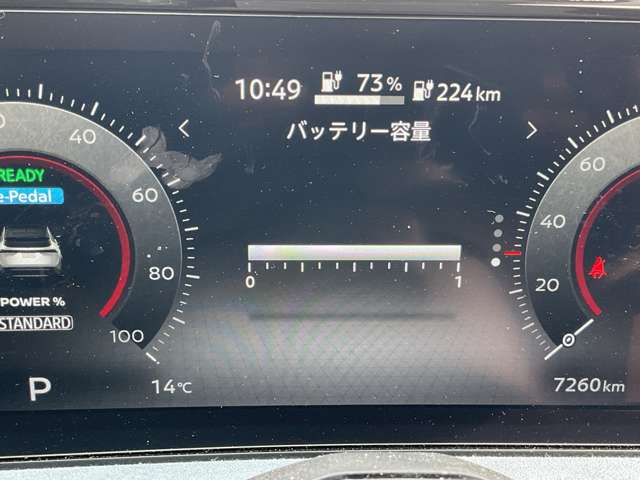 10:49 73% 224km
バッテリー容量
40
60
80
100
READY
e-Pedal
POWER %
STANDARD
0 1
60
40
20
0
P 14℃ 7260km